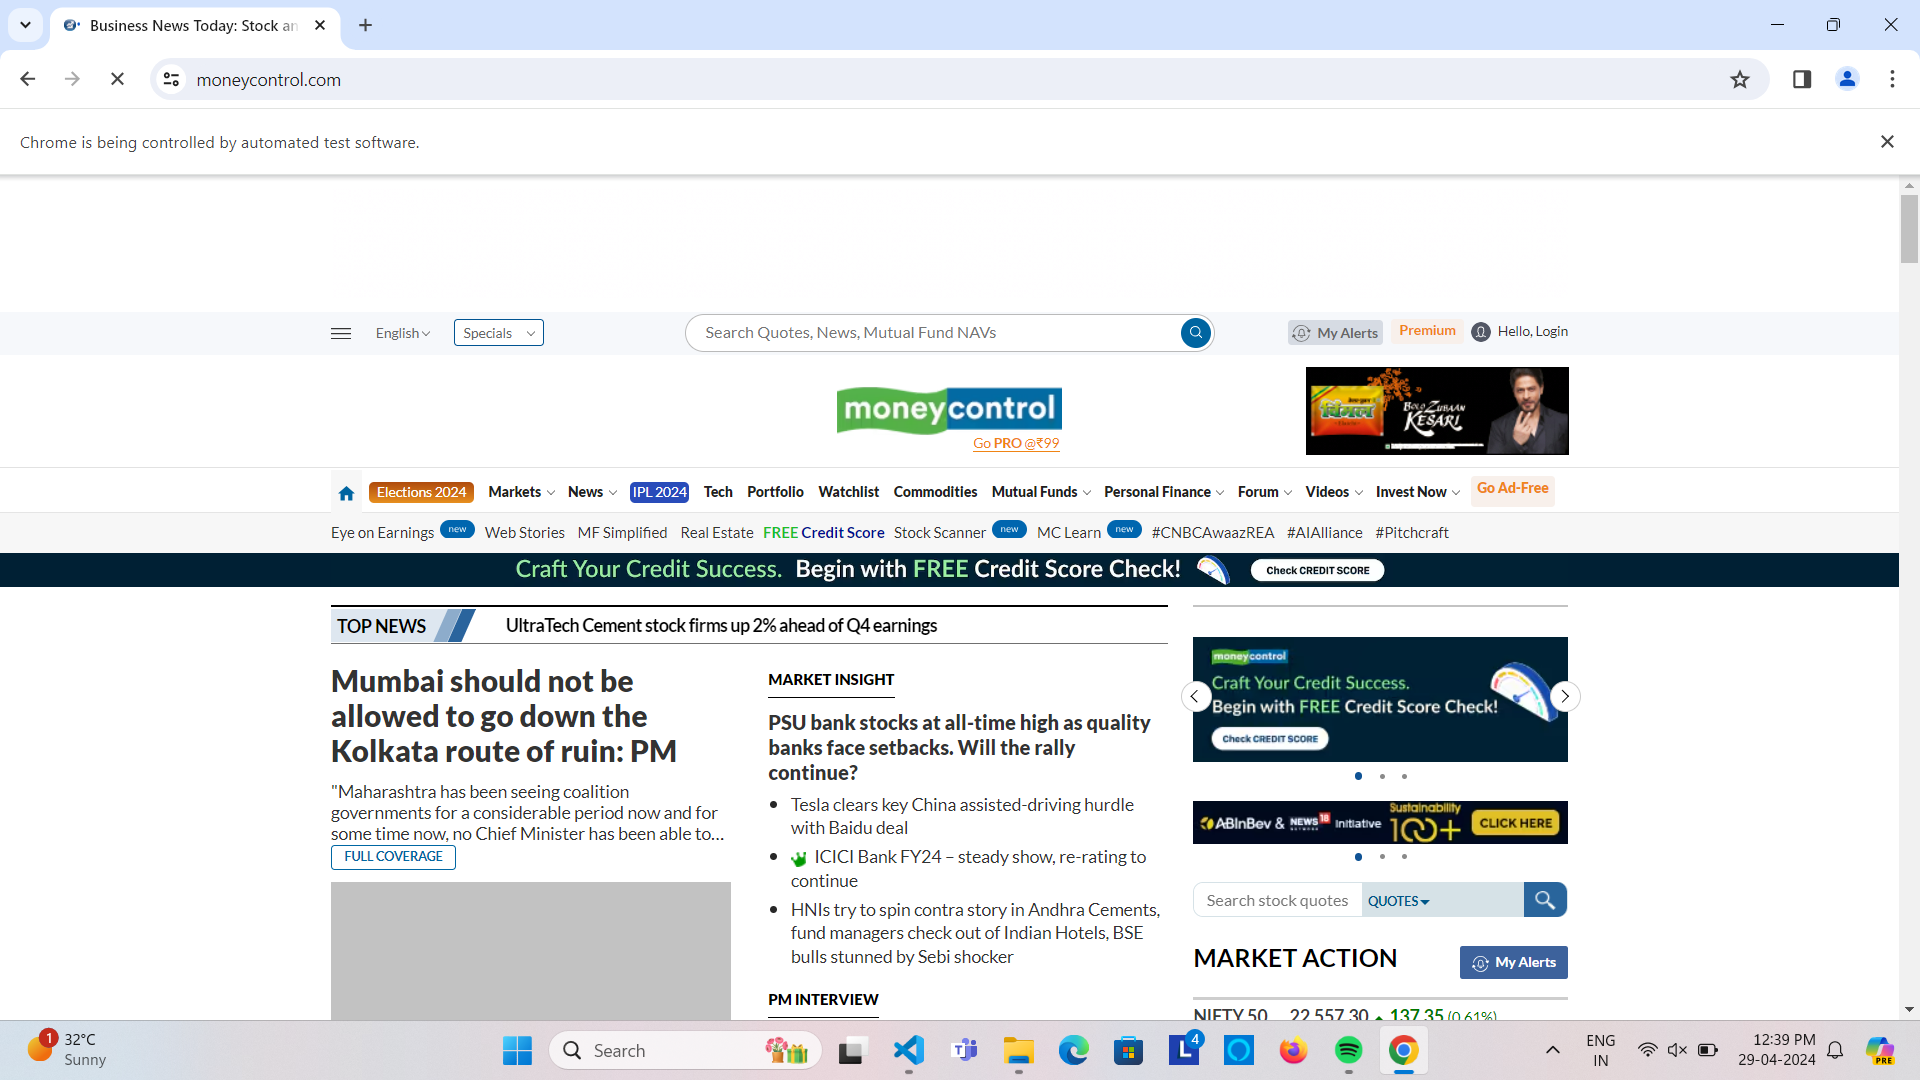 Business News Today: Stock an
moneycontrol.com
Chrome is being controlled by automated test software.
English
Specials
Search Quotes, News, Mutual Fund NAVs
My Alerts
Premium
Hello, Login
moneycontrol
Go PRO @₹99
विमल
BOLO ZUBAAN
KESARI
Elections 2024 Markets News IPL 2024 Tech Portfolio Watchlist Commodities Mutual Funds Personal Finance Forum Videos Invest Now Go Ad-Free
Eye on Earnings new Web Stories MF Simplified Real Estate FREE Credit Score Stock Scanner new MC Learn new #CNBCAwaazREA #AIAlliance #Pitchcraft
Craft Your Credit Success. Begin with FREE Credit Score Check! Check CREDIT SCORE
TOP NEWS
UltraTech Cement stock firms up 2% ahead of Q4 earnings
Mumbai should not be
allowed to go down the
Kolkata route of ruin: PM
"Maharashtra has been seeing coalition
governments for a considerable period now and for
some time now, no Chief Minister has been able to...
FULL COVERAGE
MARKET INSIGHT
PSU bank stocks at all-time high as quality
banks face setbacks. Will the rally
continue?
Tesla clears key China assisted-driving hurdle
with Baidu deal
ICICI Bank FY24 – steady show, re-rating to
continue
HNIs try to spin contra story in Andhra Cements,
fund managers check out of Indian Hotels, BSE
bulls stunned by Sebi shocker
PM INTERVIEW
moneycontrol
Craft Your Credit Success.
Begin with FREE Credit Score Check!
Check CREDIT SCORE
ABInBev & NEWS18 NETWORK Initiative Sustainability 100+ CLICK HERE
Search stock quotes QUOTES
MARKET ACTION
My Alerts
NIFTY 50 22,557.30 137.35 (0.61%)
1
32°C
Sunny
Search
4
ENG
IN
12:39 PM
29-04-2024
PRE